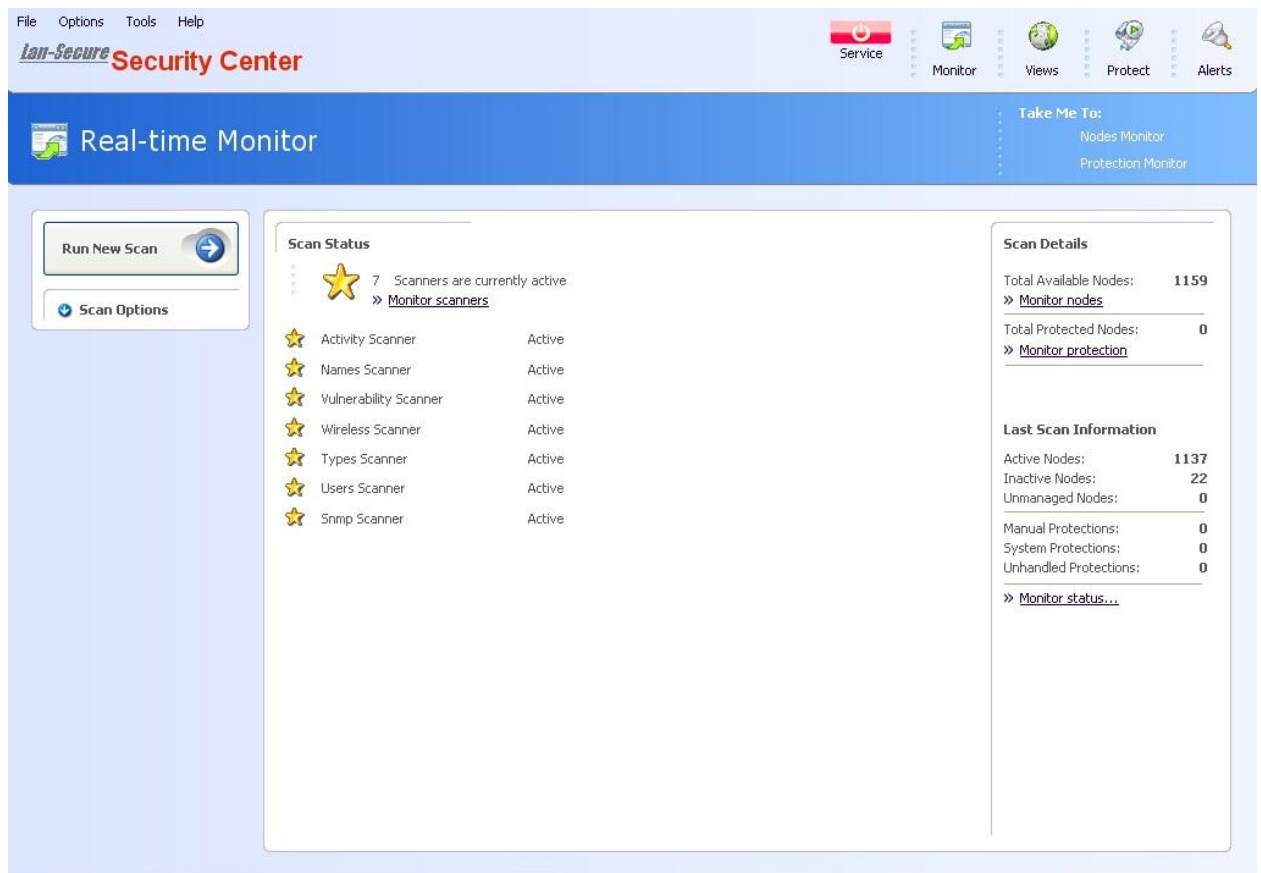 File Options Tools Help
Lan-Secure Security Center
Service
Monitor
Views
Protect
Alerts
Real-time Monitor
Take Me To:
Nodes Monitor
Protection Monitor
Run New Scan
Scan Options
Scan Status
7 Scanners are currently active
» Monitor scanners
Activity Scanner Active
Names Scanner Active
Vulnerability Scanner Active
Wireless Scanner Active
Types Scanner Active
Users Scanner Active
Snmp Scanner Active
Scan Details
Total Available Nodes: 1159
» Monitor nodes
Total Protected Nodes: 0
» Monitor protection
Last Scan Information
Active Nodes: 1137
Inactive Nodes: 22
Unmanaged Nodes: 0
Manual Protections: 0
System Protections: 0
Unhandled Protections: 0
» Monitor status...